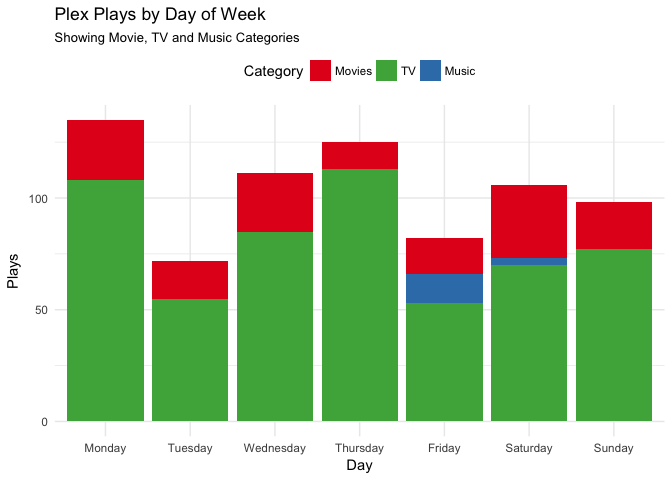 Plex Plays by Day of Week
Showing Movie, TV and Music Categories
Category Movies TV Music
100
50
0
Plays
Monday Tuesday Wednesday Thursday Friday Saturday Sunday
Day